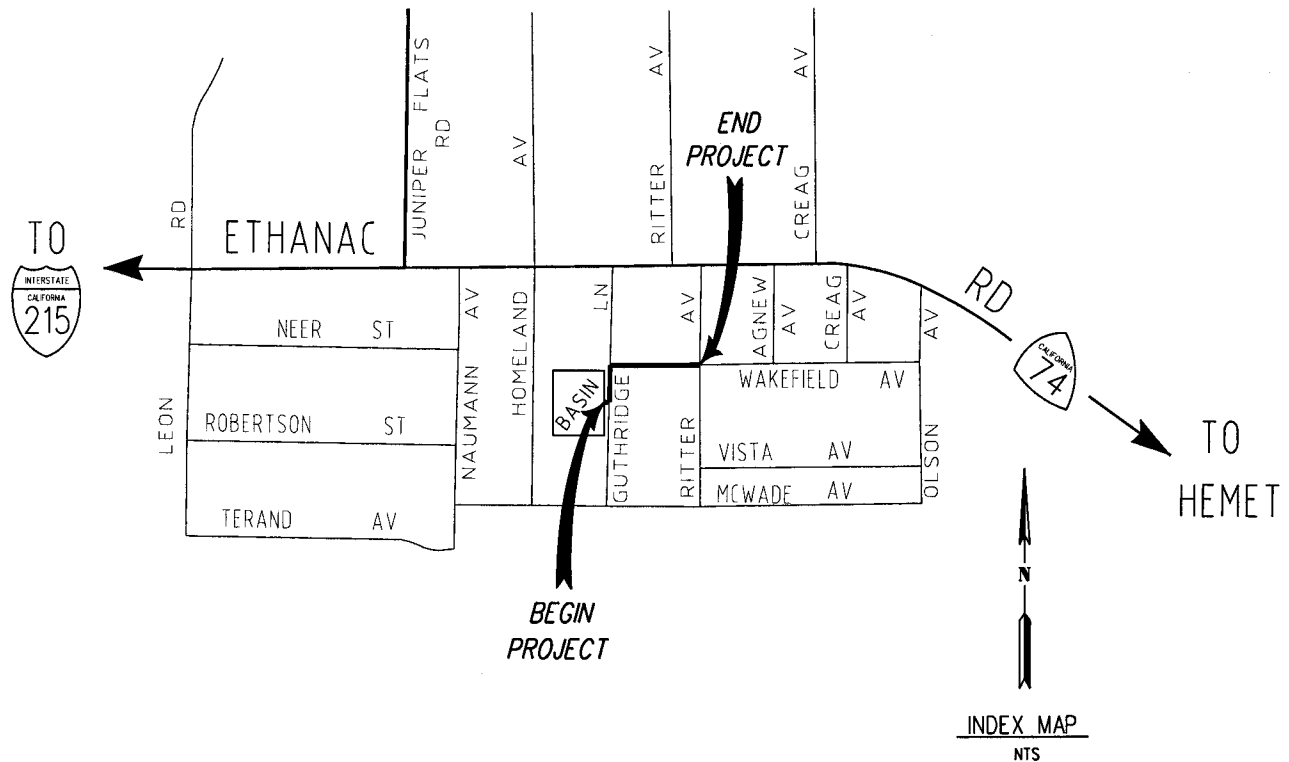 JUNIPER FLATS
RD
AV
RITTER AV
CREAG AV
END
PROJECT
RD
TO
INTERSTATE
CALIFORNIA
215
ETHANAC
RD
CALIFORNIA
74
TO
HEMET
NEER ST
ROBERTSON ST
TERAND AV
LEON
NAUMANN AV
HOMELAND
BASIN
GUTHRIDGE LN
RITTER AV
AGNEW AV
CREAG AV
OLSON AV
WAKEFIELD AV
VISTA AV
MCWADE AV
BEGIN
PROJECT
N
INDEX MAP
NTS